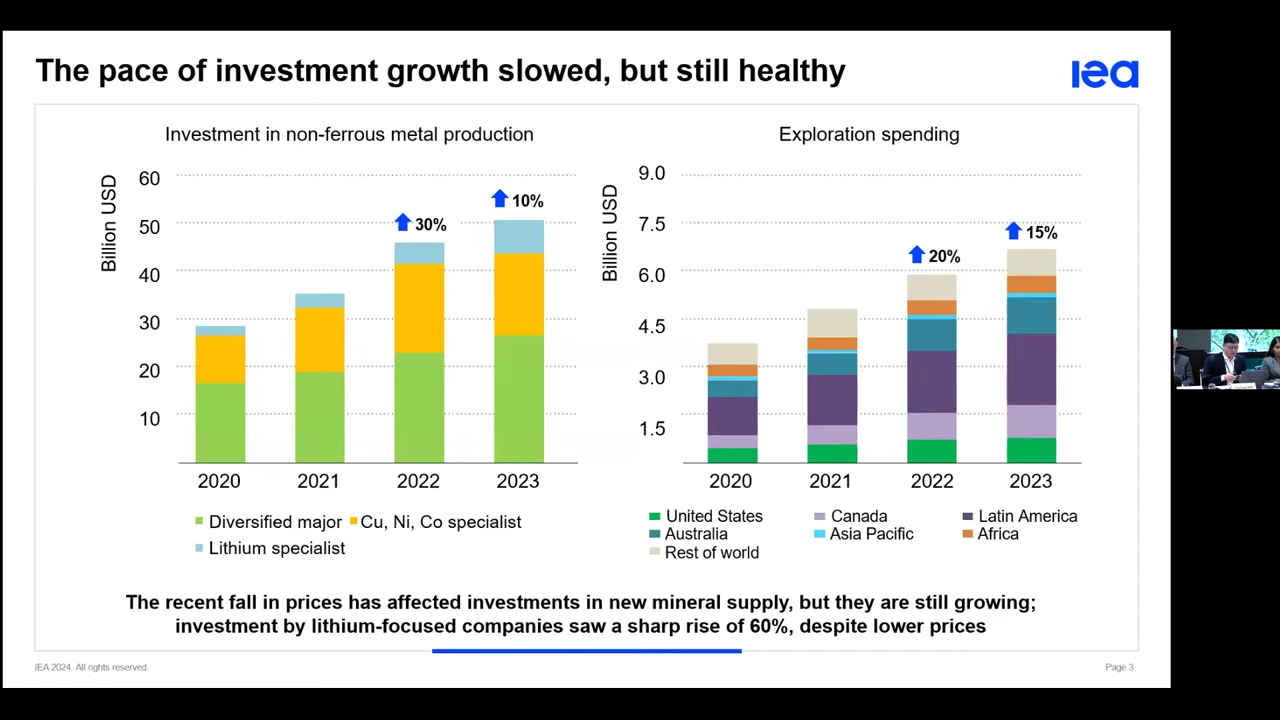 The pace of investment growth slowed, but still healthy
iea
Investment in non-ferrous metal production
Billion USD
60
50
40
30
20
10
30%
10%
2020
2021
2022
2023
Diversified major
Cu, Ni, Co specialist
Lithium specialist
Exploration spending
Billion USD
9.0
7.5
6.0
4.5
3.0
1.5
20%
15%
2020
2021
2022
2023
United States
Canada
Latin America
Australia
Asia Pacific
Africa
Rest of world
The recent fall in prices has affected investments in new mineral supply, but they are still growing;
investment by lithium-focused companies saw a sharp rise of 60%, despite lower prices
IEA 2024. All rights reserved.
Page 3